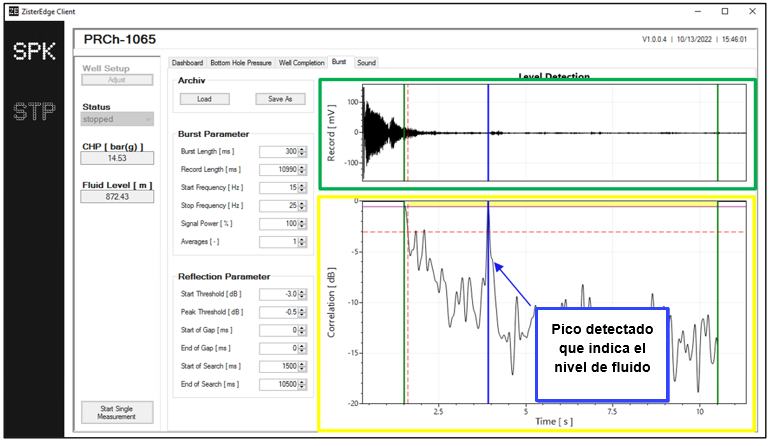 ZE ZisterEdge Client
SPK
STP
PRCh-1065
V1.0.0.4 | 10/13/2022 | 15:46:01
Well Setup
Adjust
Status
stopped
CHP [ bar(g) ]
14.53
Fluid Level [ m ]
872.43
Start Single
Measurement
Dashboard Bottom Hole Pressure Well Completion Burst Sound
Archiv
Load Save As
Burst Parameter
Burst Length [ ms ] 300
Record Length [ ms ] 10990
Start Frequency [ Hz ] 15
Stop Frequency [ Hz ] 25
Signal Power [ % ] 100
Averages [ - ] 1
Reflection Parameter
Start Threshold [ dB ] -3.0
Peak Threshold [ dB ] -0.5
Start of Gap [ ms ] 0
End of Gap [ ms ] 0
Start of Search [ ms ] 1500
End of Search [ ms ] 10500
Level Detection
Record [ mV ]
100
0
-100
Correlation [ dB ]
0
-5
-10
-15
-20
2.5 5 7.5 10
Time [ s ]
Pico detectado
que indica el
nivel de fluido